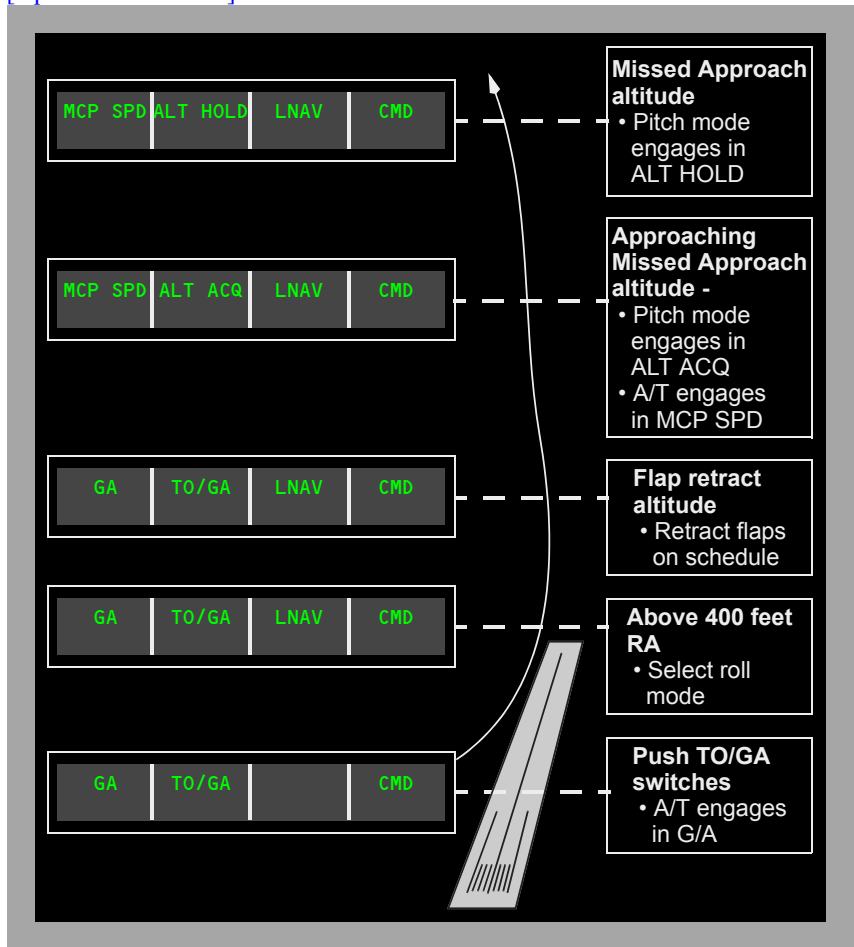 MCP SPD ALT HOLD LNAV CMD
Missed Approach
altitude
• Pitch mode
engages in
ALT HOLD
MCP SPD ALT ACQ LNAV CMD
Approaching
Missed Approach
altitude -
• Pitch mode
engages in
ALT ACQ
• A/T engages
in MCP SPD
GA TO/GA LNAV CMD
Flap retract
altitude
• Retract flaps
on schedule
GA TO/GA LNAV CMD
Above 400 feet
RA
• Select roll
mode
GA TO/GA CMD
Push TO/GA
switches
• A/T engages
in G/A